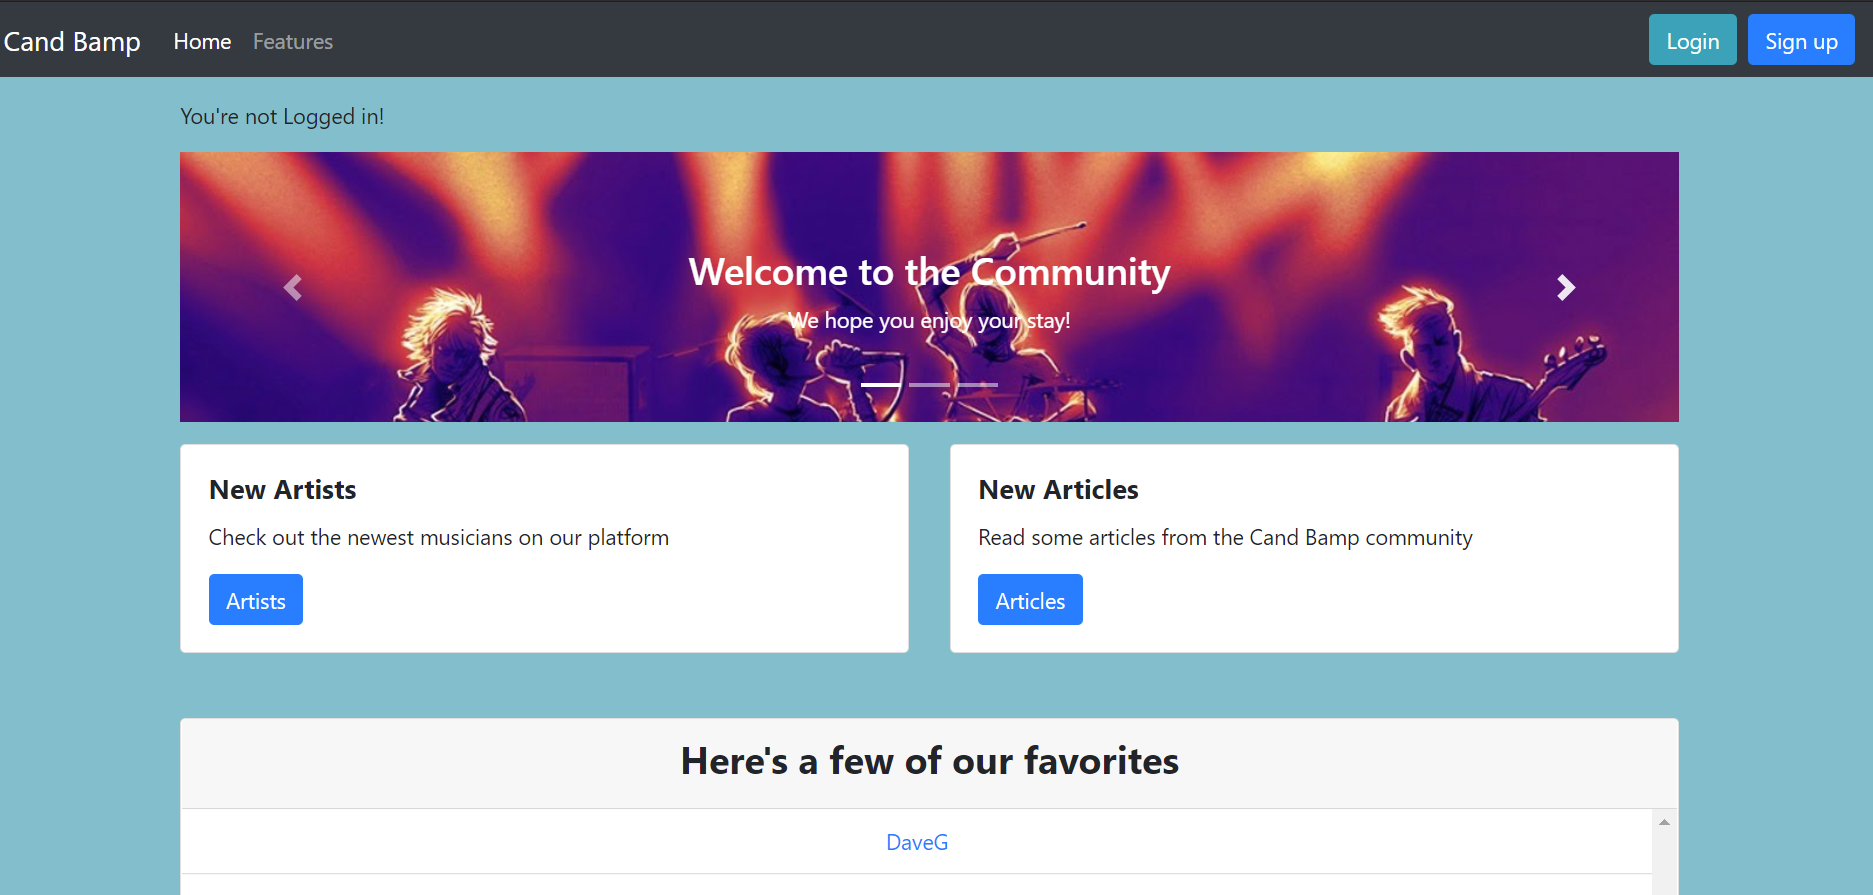 Cand Bamp Home Features Login Sign up
You're not Logged in!
Welcome to the Community
We hope you enjoy your stay!
New Artists
Check out the newest musicians on our platform
Artists
New Articles
Read some articles from the Cand Bamp community
Articles
Here's a few of our favorites
DaveG